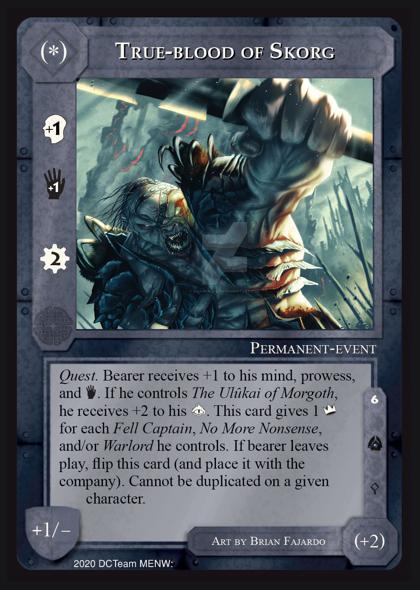 (*)
TRUE-BLOOD OF SKORG
+1
+1
2
PERMANENT-EVENT
Quest. Bearer receives +1 to his mind, prowess,
and . If he controls The Ulûkai of Morgoth,
he receives +2 to his . This card gives 1
for each Fell Captain, No More Nonsense,
and/or Warlord he controls. If bearer leaves
play, flip this card (and place it with the
company). Cannot be duplicated on a given
character.
6
+1/–
ART BY BRIAN FAJARDO
(+2)
2020 DCTeam MENW: